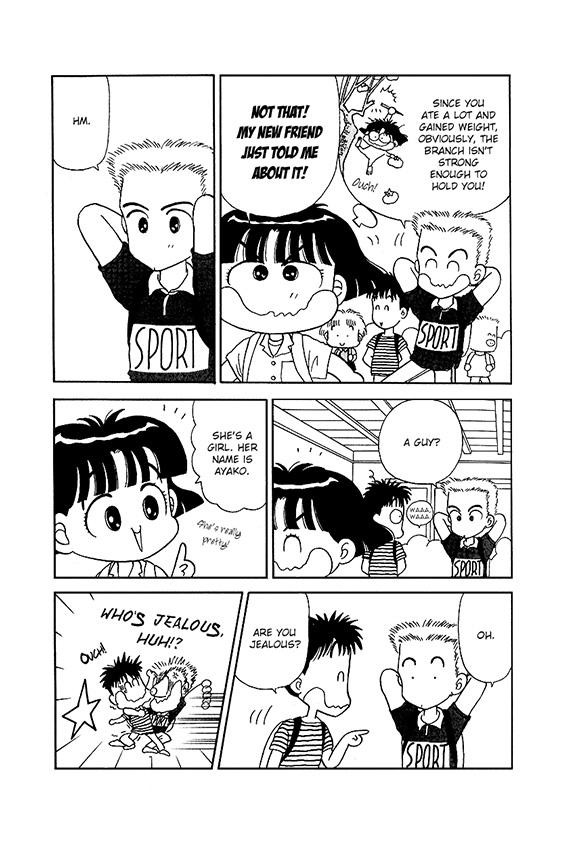 SINCE YOU
ATE A LOT AND
GAINED WEIGHT,
OBVIOUSLY, THE
BRANCH ISN'T
STRONG
ENOUGH TO
HOLD YOU!
Ouch!
NOT THAT!
MY NEW FRIEND
JUST TOLD ME
ABOUT IT!
SPORT
HM.
SPORT
A GUY?
WAAA,
WAAA
SPORT
SHE'S A
GIRL. HER
NAME IS
AYAKO.
She's really
pretty!
OH.
ARE YOU
JEALOUS?
SPORT
WHO'S JEALOUS,
HUH!?
OUCH!